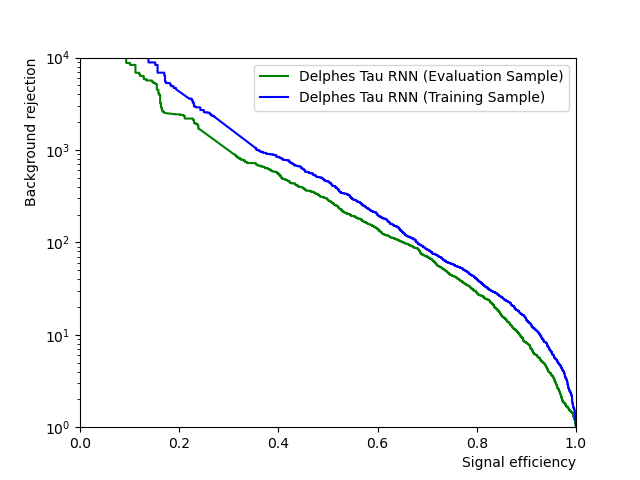 10⁴
10³
10²
10¹
10⁰
Background rejection
Delphes Tau RNN (Evaluation Sample)
Delphes Tau RNN (Training Sample)
0.0 0.2 0.4 0.6 0.8 1.0
Signal efficiency